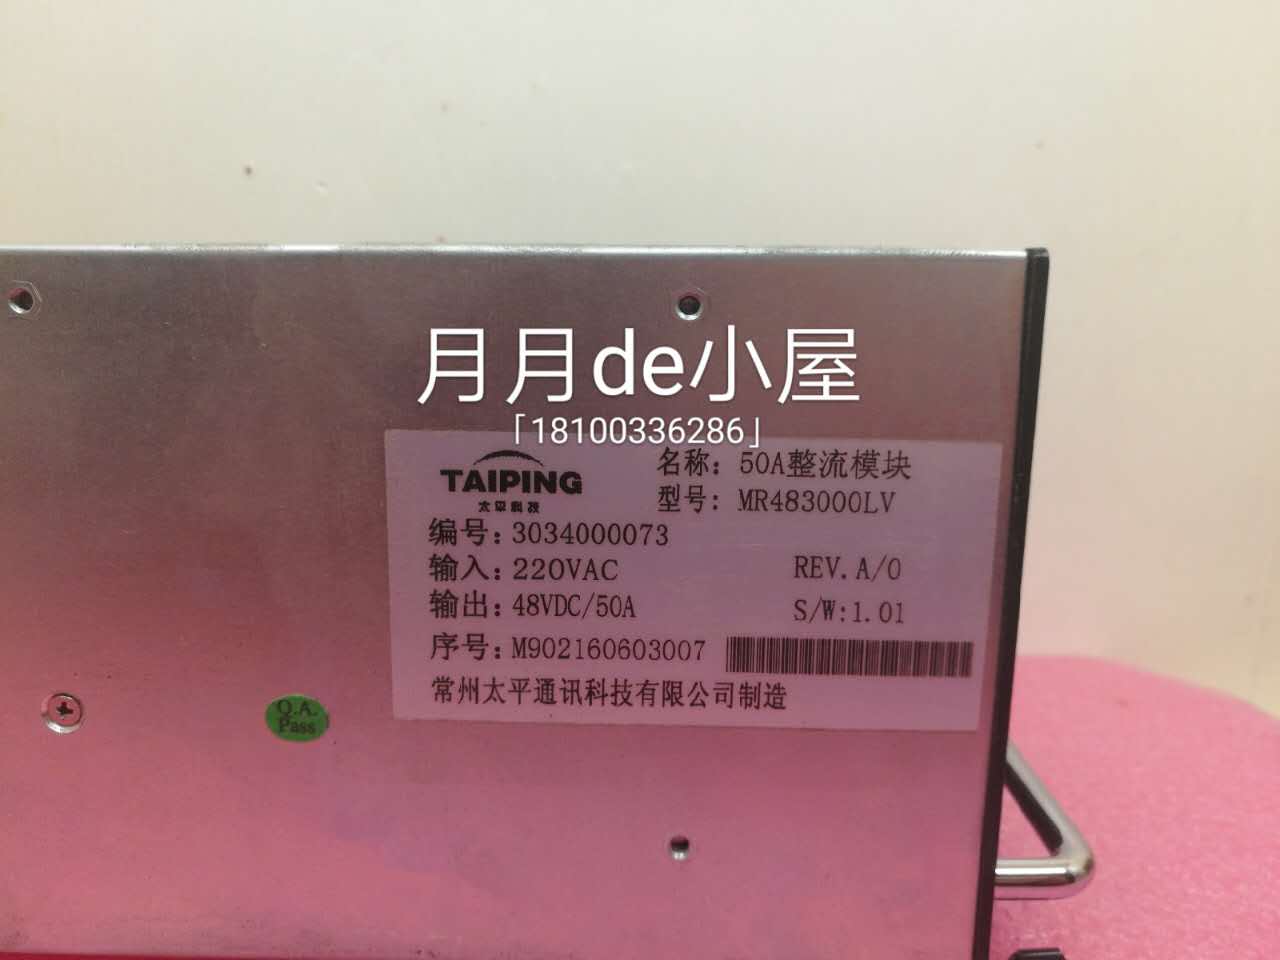 月月de小屋
「18100336286」
TAIPING
太平科技
名称：50A整流模块
型号：MR483000LV
编号：3034000073
输入：220VAC
REV. A/0
输出：48VDC/50A
S/W:1.01
序号：M902160603007
常州太平通讯科技有限公司制造
Q.A.
Pass